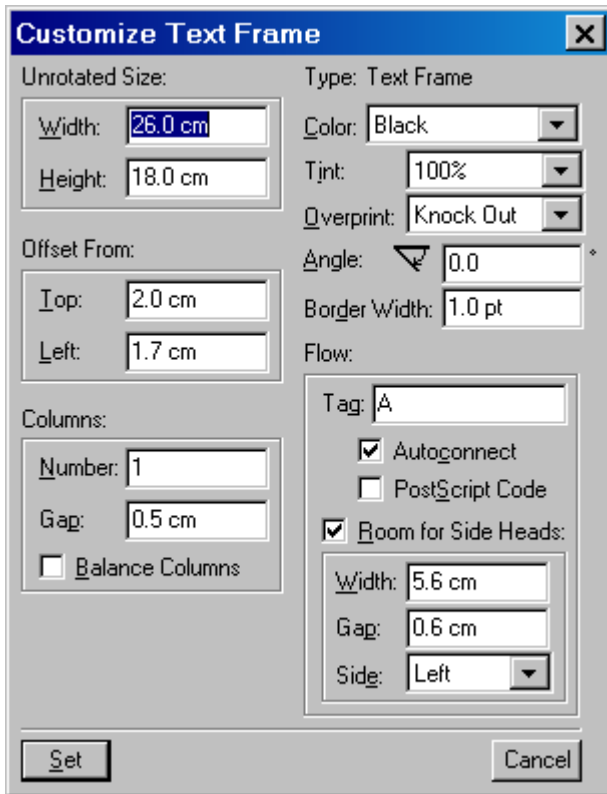 Customize Text Frame
Unrotated Size:
Width: 26.0 cm
Height: 18.0 cm
Offset From:
Top: 2.0 cm
Left: 1.7 cm
Columns:
Number: 1
Gap: 0.5 cm
Balance Columns
Type: Text Frame
Color: Black
Tint: 100%
Overprint: Knock Out
Angle: 0.0 °
Border Width: 1.0 pt
Flow:
Tag: A
Autoconnect
PostScript Code
Room for Side Heads:
Width: 5.6 cm
Gap: 0.6 cm
Side: Left
Set
Cancel